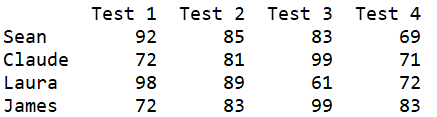 Test 1 Test 2 Test 3 Test 4
Sean 92 85 83 69
Claude 72 81 99 71
Laura 98 89 61 72
James 72 83 99 83